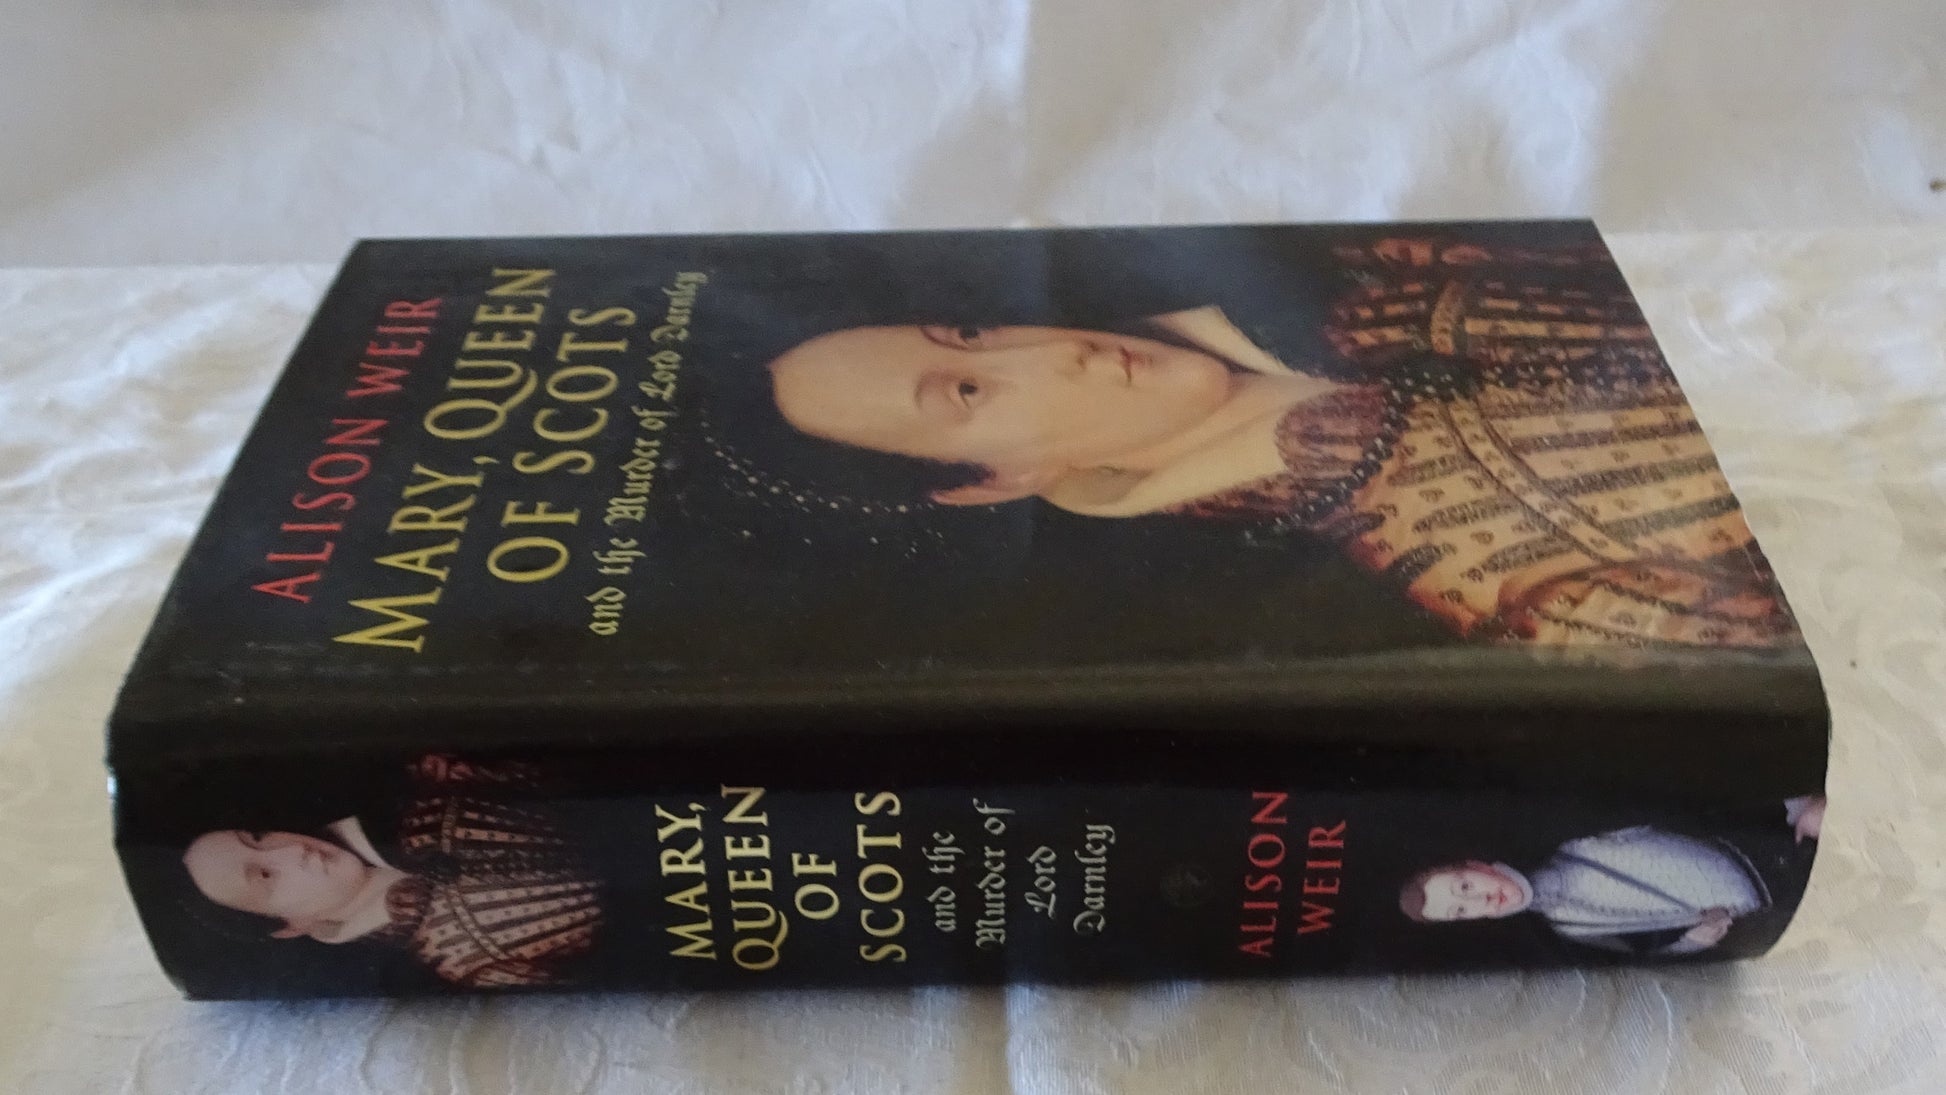 ALISON WEIR
MARY, QUEEN
OF SCOTS
and the Murder of Lord Darnley
MARY,
QUEEN
OF
SCOTS
and the
Murder of
Lord
Darnley
ALISON
WEIR